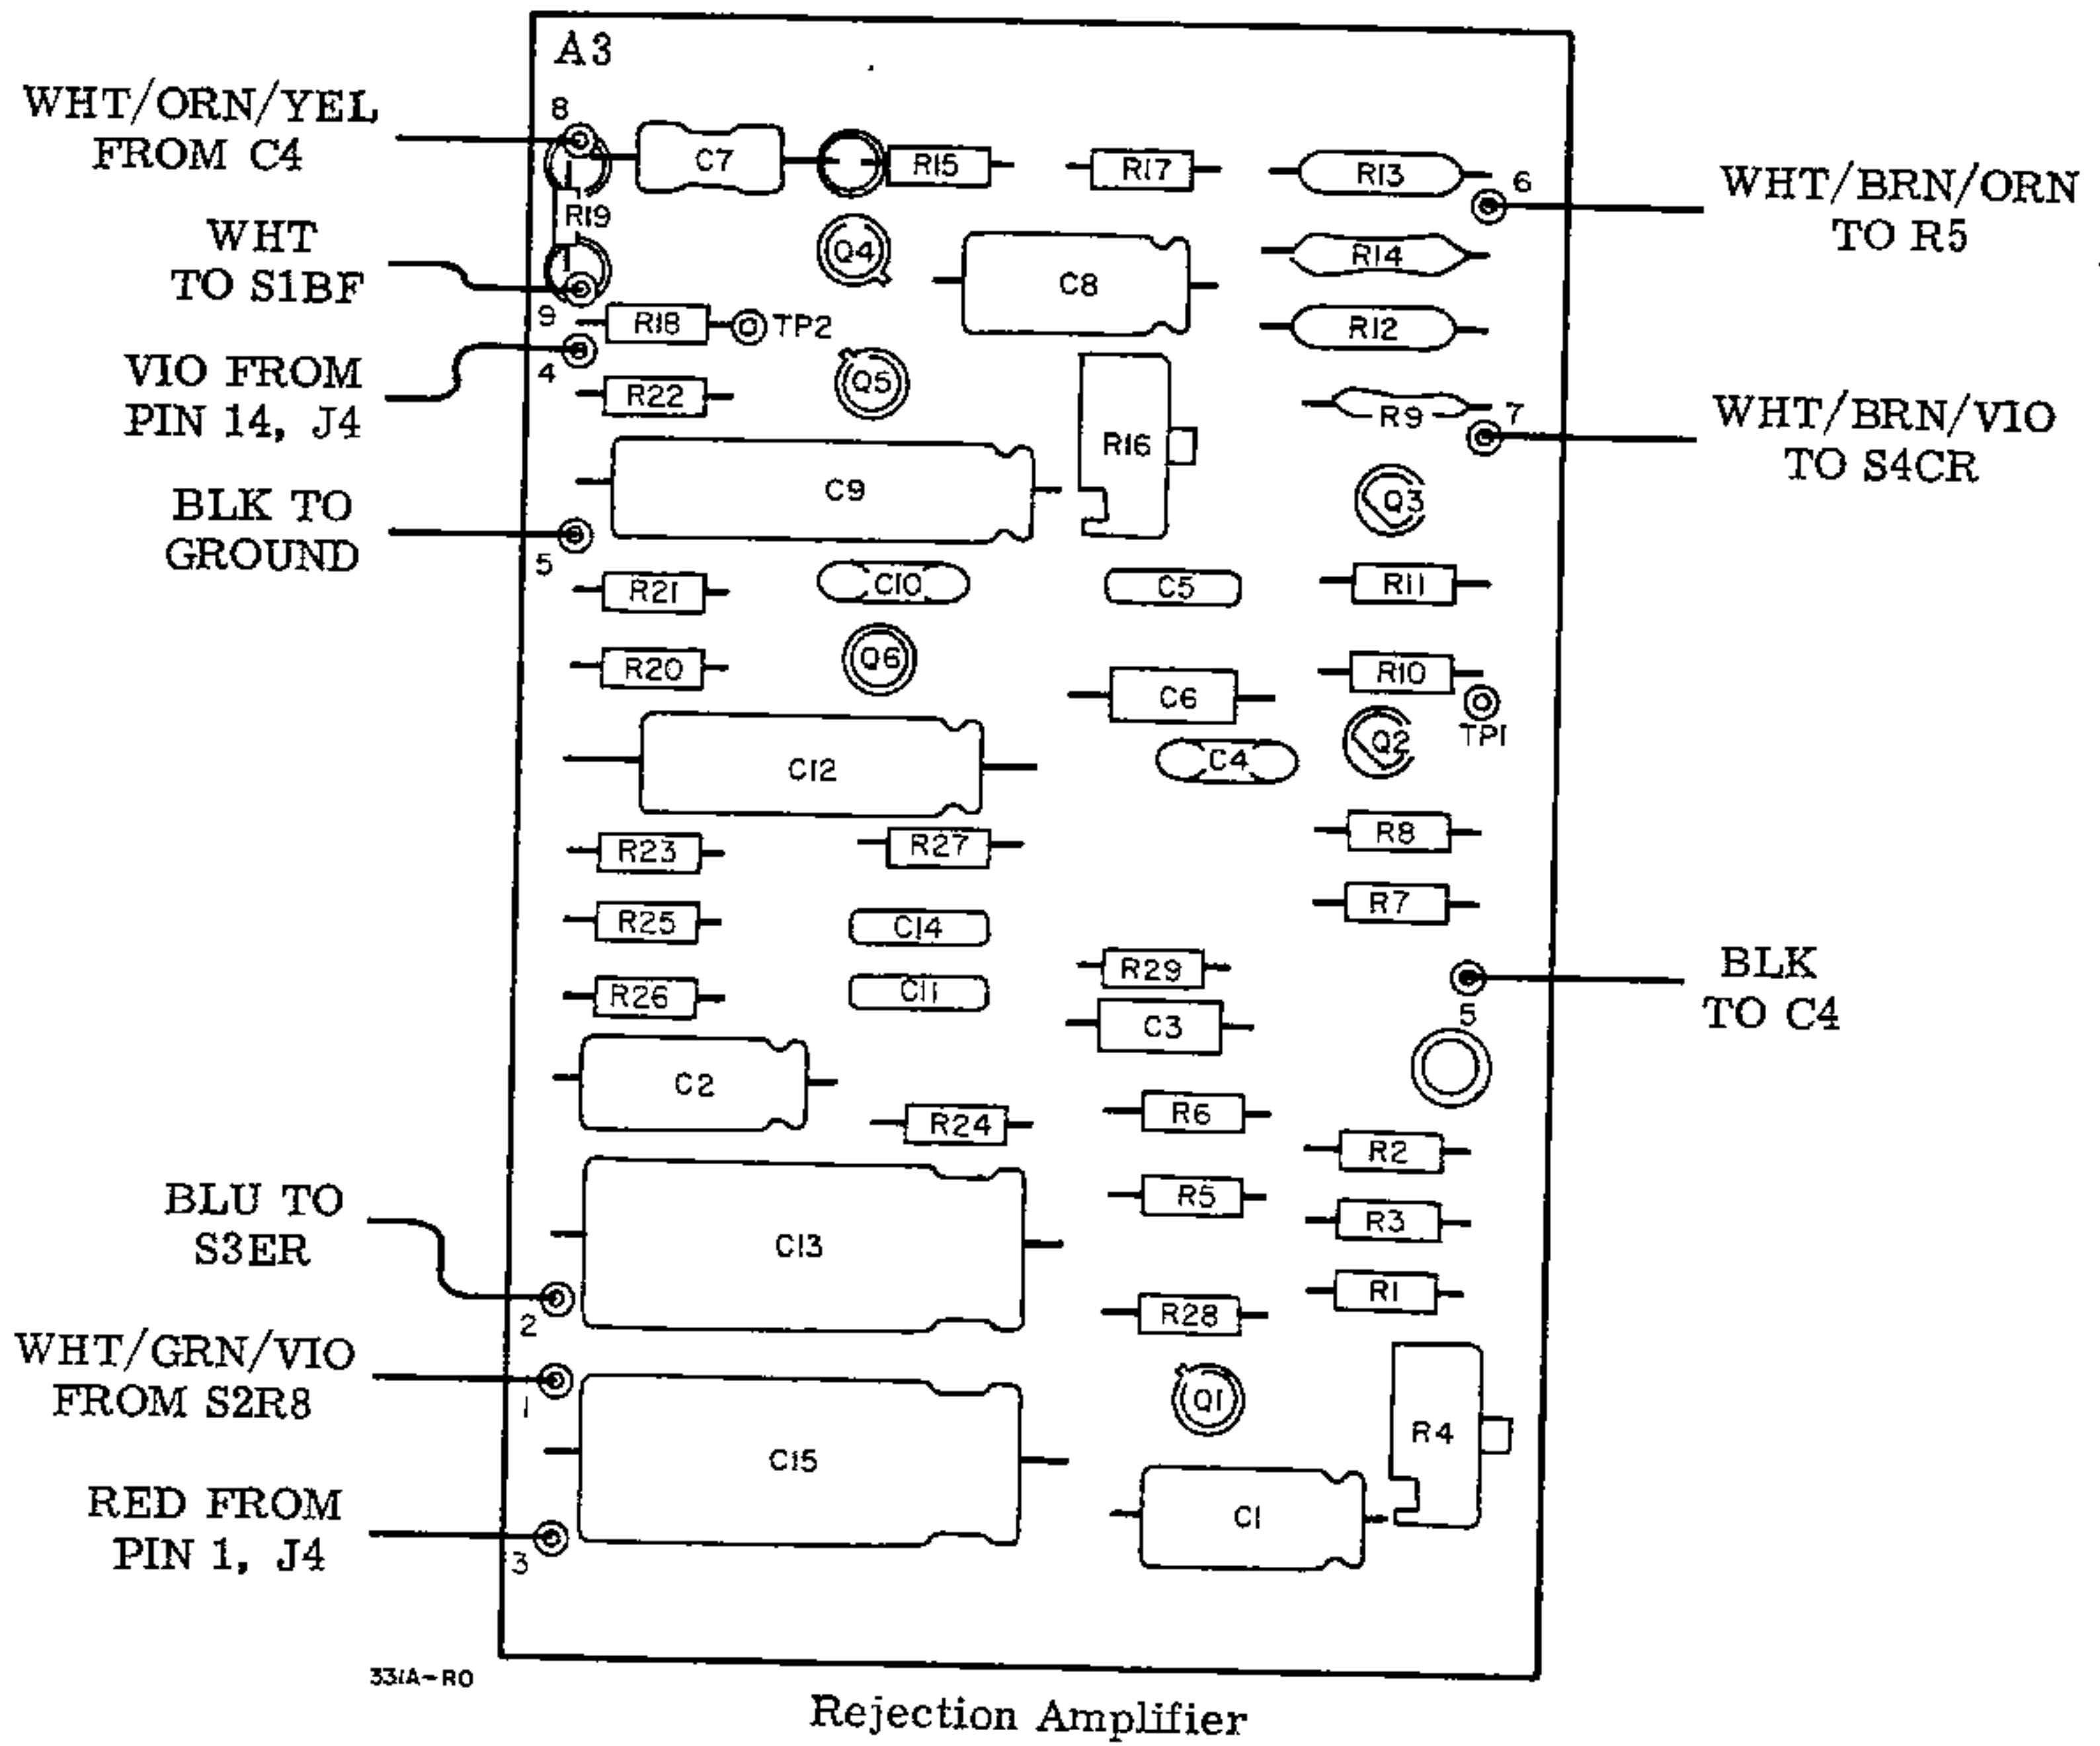 A3
WHT/ORN/YEL
FROM C4
8
C7
R15
R17
R13
6
WHT/BRN/ORN
TO R5
R19
WHT
TO S1BF
Q4
C8
R14
9
R18
TP2
R12
VIO FROM
PIN 14, J4
4
R22
Q5
R16
R9
7
WHT/BRN/VIO
TO S4CR
C9
Q3
BLK TO
GROUND
5
R21
C10
C5
R11
R20
Q6
C6
R10
TP1
C12
C4
Q2
R23
R27
R8
R25
C14
R7
R26
C11
R29
C3
5
BLK
TO C4
C2
R24
R6
R2
BLU TO
S3ER
2
C13
R5
R3
R28
R1
WHT/GRN/VIO
FROM S2R8
1
Q1
R4
C15
C1
RED FROM
PIN 1, J4
3
331A-RO
Rejection Amplifier